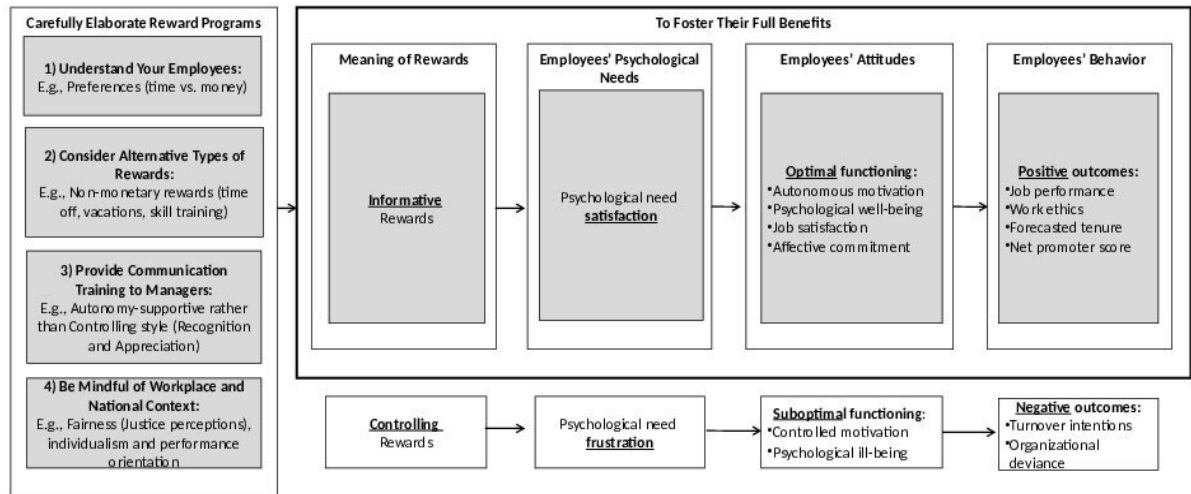 Carefully Elaborate Reward Programs
1) Understand Your Employees:
E.g., Preferences (time vs. money)
2) Consider Alternative Types of
Rewards:
E.g., Non-monetary rewards (time
off, vacations, skill training)
3) Provide Communication
Training to Managers:
E.g., Autonomy-supportive rather
than Controlling style (Recognition
and Appreciation)
4) Be Mindful of Workplace and
National Context:
E.g., Fairness (Justice perceptions),
individualism and performance
orientation
To Foster Their Full Benefits
Meaning of Rewards
Informative
Rewards
Employees' Psychological
Needs
Psychological need
satisfaction
Employees' Attitudes
Optimal functioning:
•Autonomous motivation
•Psychological well-being
•Job satisfaction
•Affective commitment
Employees' Behavior
Positive outcomes:
•Job performance
•Work ethics
•Forecasted tenure
•Net promoter score
Controlling
Rewards
Psychological need
frustration
Suboptimal functioning:
•Controlled motivation
•Psychological ill-being
Negative outcomes:
•Turnover intentions
•Organizational
deviance